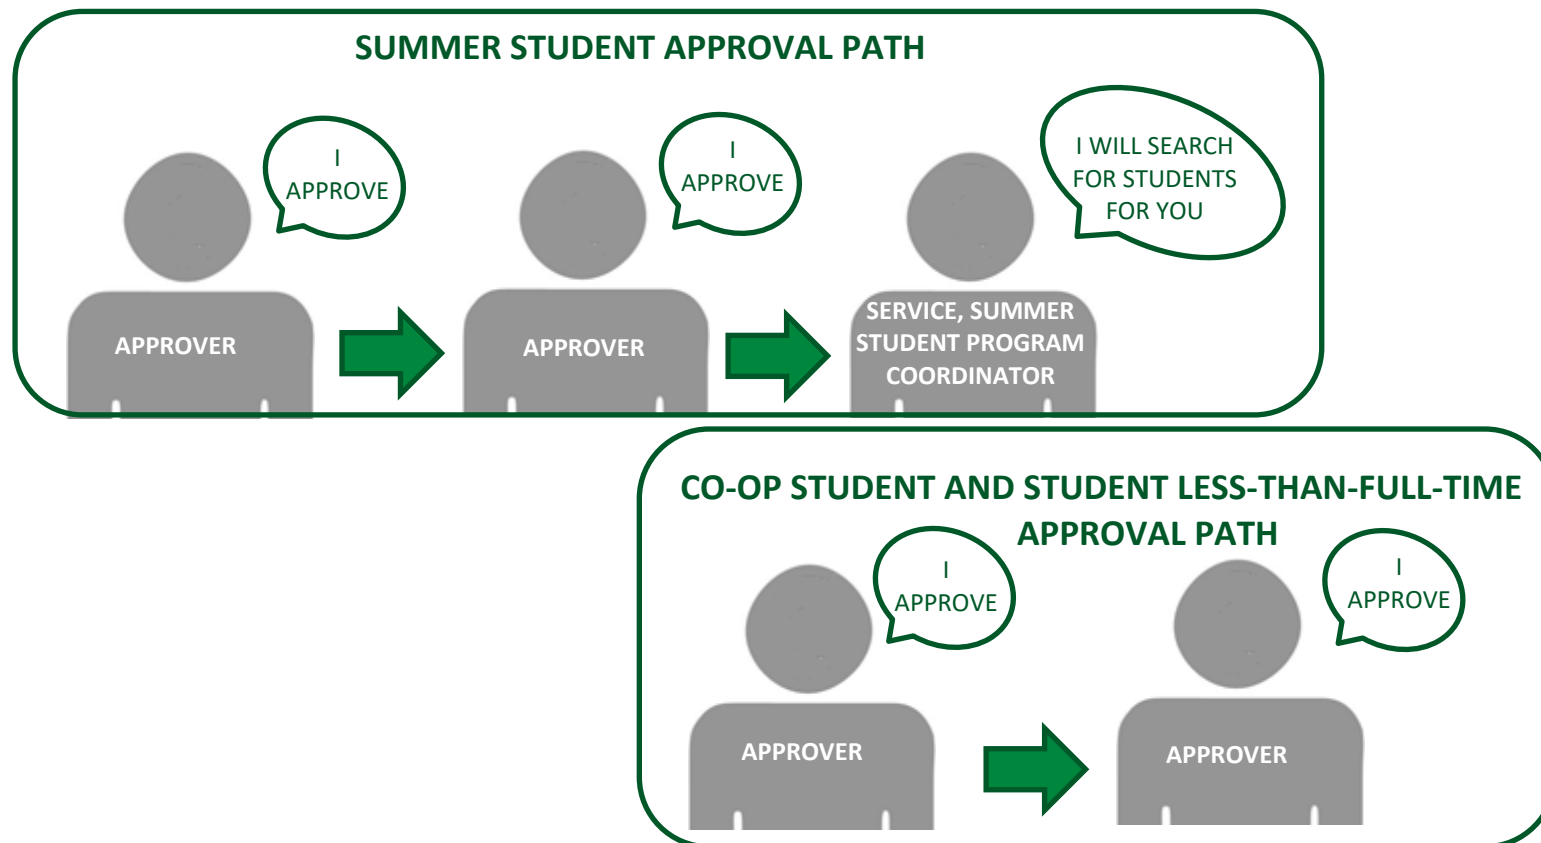 SUMMER STUDENT APPROVAL PATH
I
APPROVE
I
APPROVE
I WILL SEARCH
FOR STUDENTS
FOR YOU
APPROVER
APPROVER
SERVICE, SUMMER
STUDENT PROGRAM
COORDINATOR
CO-OP STUDENT AND STUDENT LESS-THAN-FULL-TIME
APPROVAL PATH
I
APPROVE
I
APPROVE
APPROVER
APPROVER